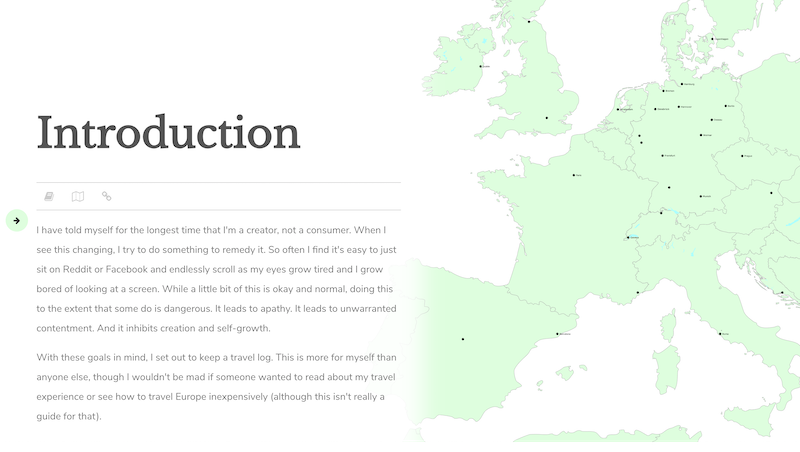 Introduction
I have told myself for the longest time that I'm a creator, not a consumer. When I
see this changing, I try to do something to remedy it. So often I find it's easy to just
sit on Reddit or Facebook and endlessly scroll as my eyes grow tired and I grow
bored of looking at a screen. While a little bit of this is okay and normal, doing this
to the extent that some do is dangerous. It leads to apathy. It leads to unwarranted
contentment. And it inhibits creation and self-growth.
With these goals in mind, I set out to keep a travel log. This is more for myself than
anyone else, though I wouldn't be mad if someone wanted to read about my travel
experience or see how to travel Europe inexpensively (although this isn't really a
guide for that).